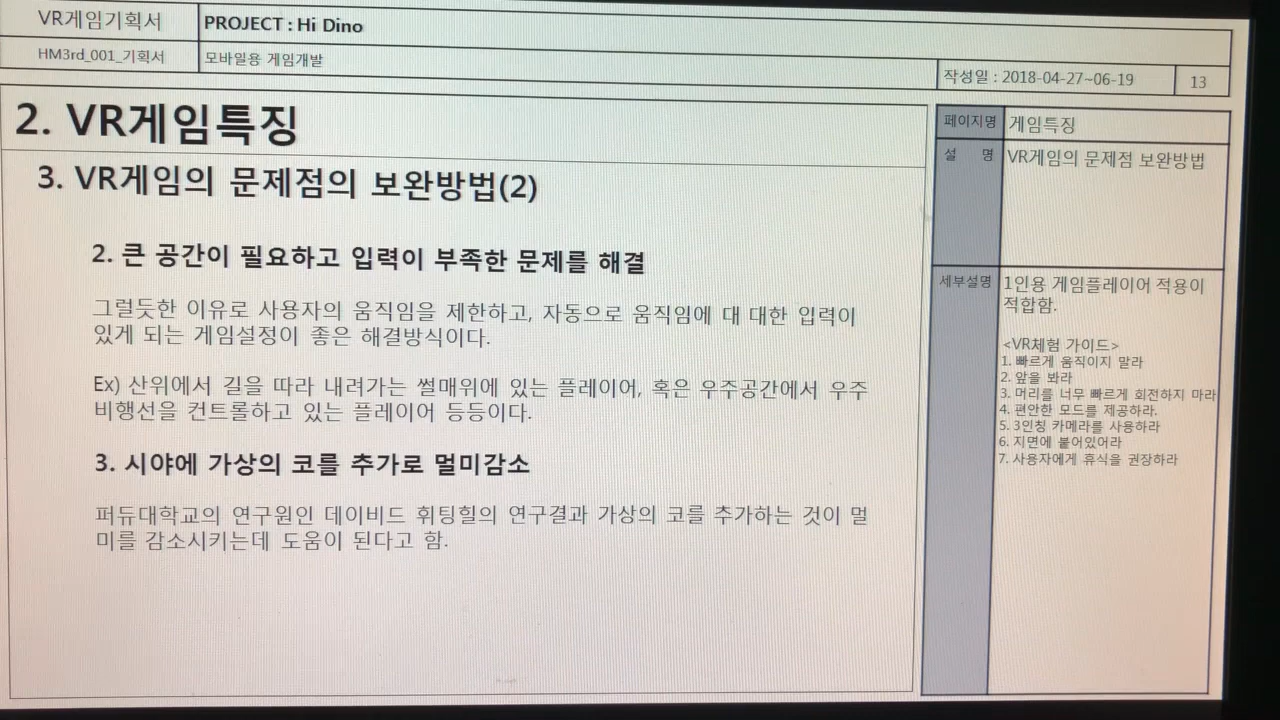 VR게임기획서
PROJECT : Hi Dino
HM3rd_001_기획서
모바일용 게임개발
작성일 : 2018-04-27~06-19
13
2. VR게임특징
3. VR게임의 문제점의 보완방법(2)
2. 큰 공간이 필요하고 입력이 부족한 문제를 해결
그럴듯한 이유로 사용자의 움직임을 제한하고, 자동으로 움직임에 대 대한 입력이
있게 되는 게임설정이 좋은 해결방식이다.
Ex) 산위에서 길을 따라 내려가는 썰매위에 있는 플레이어, 혹은 우주공간에서 우주
비행선을 컨트롤하고 있는 플레이어 등등이다.
3. 시야에 가상의 코를 추가로 멀미감소
퍼듀대학교의 연구원인 데이비드 휘팅힐의 연구결과 가상의 코를 추가하는 것이 멀
미를 감소시키는데 도움이 된다고 함.
페이지명
게임특징
설 명
VR게임의 문제점 보완방법
세부설명
1인용 게임플레이어 적용이
적합함.
<VR체험 가이드>
1. 빠르게 움직이지 말라
2. 앞을 봐라
3. 머리를 너무 빠르게 회전하지 마라
4. 편안한 모드를 제공하라.
5. 3인칭 카메라를 사용하라
6. 지면에 붙어있어라
7. 사용자에게 휴식을 권장하라